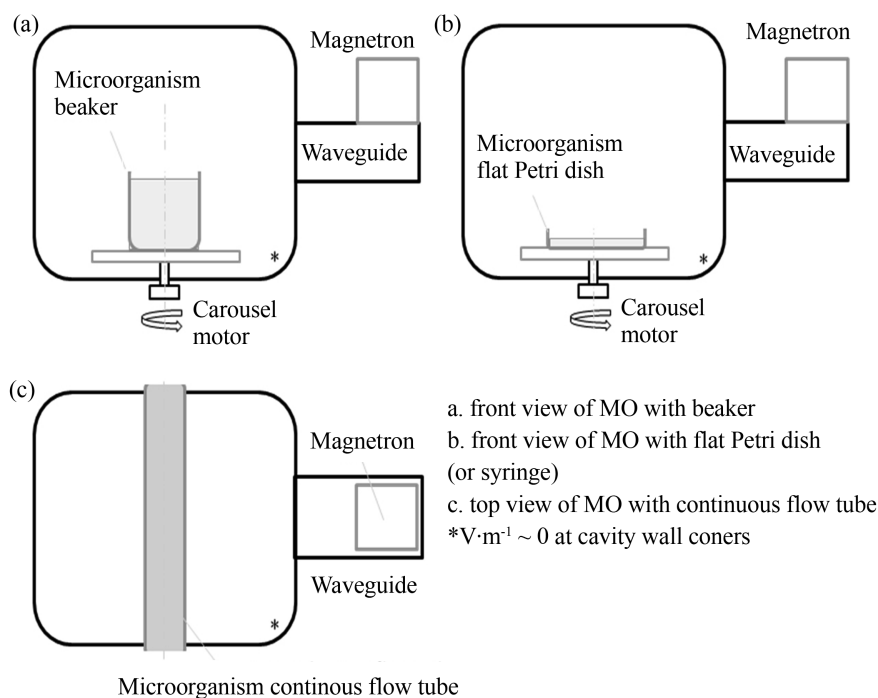 (a)
Magnetron
Microorganism
beaker
Waveguide
*
Carousel
motor
(b)
Magnetron
Microorganism
flat Petri dish
Waveguide
*
Carousel
motor
(c)
Magnetron
Waveguide
*
Microorganism continous flow tube
a. front view of MO with beaker
b. front view of MO with flat Petri dish
(or syringe)
c. top view of MO with continuous flow tube
*V·m⁻¹ ~ 0 at cavity wall coners